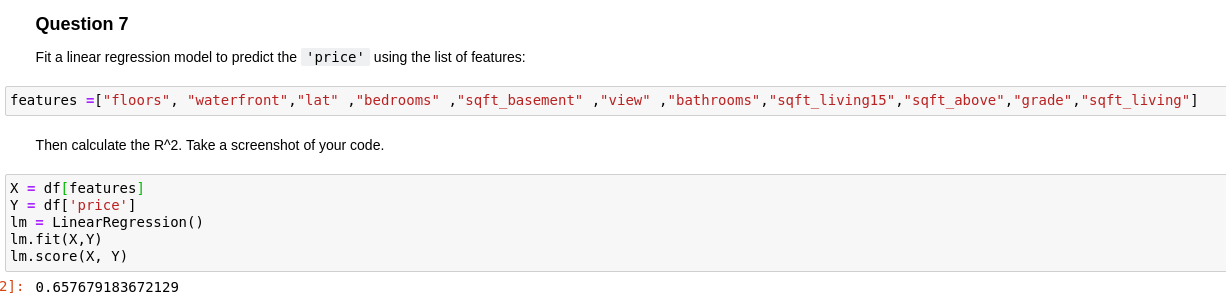 Question 7
Fit a linear regression model to predict the 'price' using the list of features:
features =["floors", "waterfront","lat" ,"bedrooms" ,"sqft_basement" ,"view" ,"bathrooms","sqft_living15","sqft_above","grade","sqft_living"]
Then calculate the R^2. Take a screenshot of your code.
X = df[features]
Y = df['price']
lm = LinearRegression()
lm.fit(X,Y)
lm.score(X, Y)
2]: 0.657679183672129